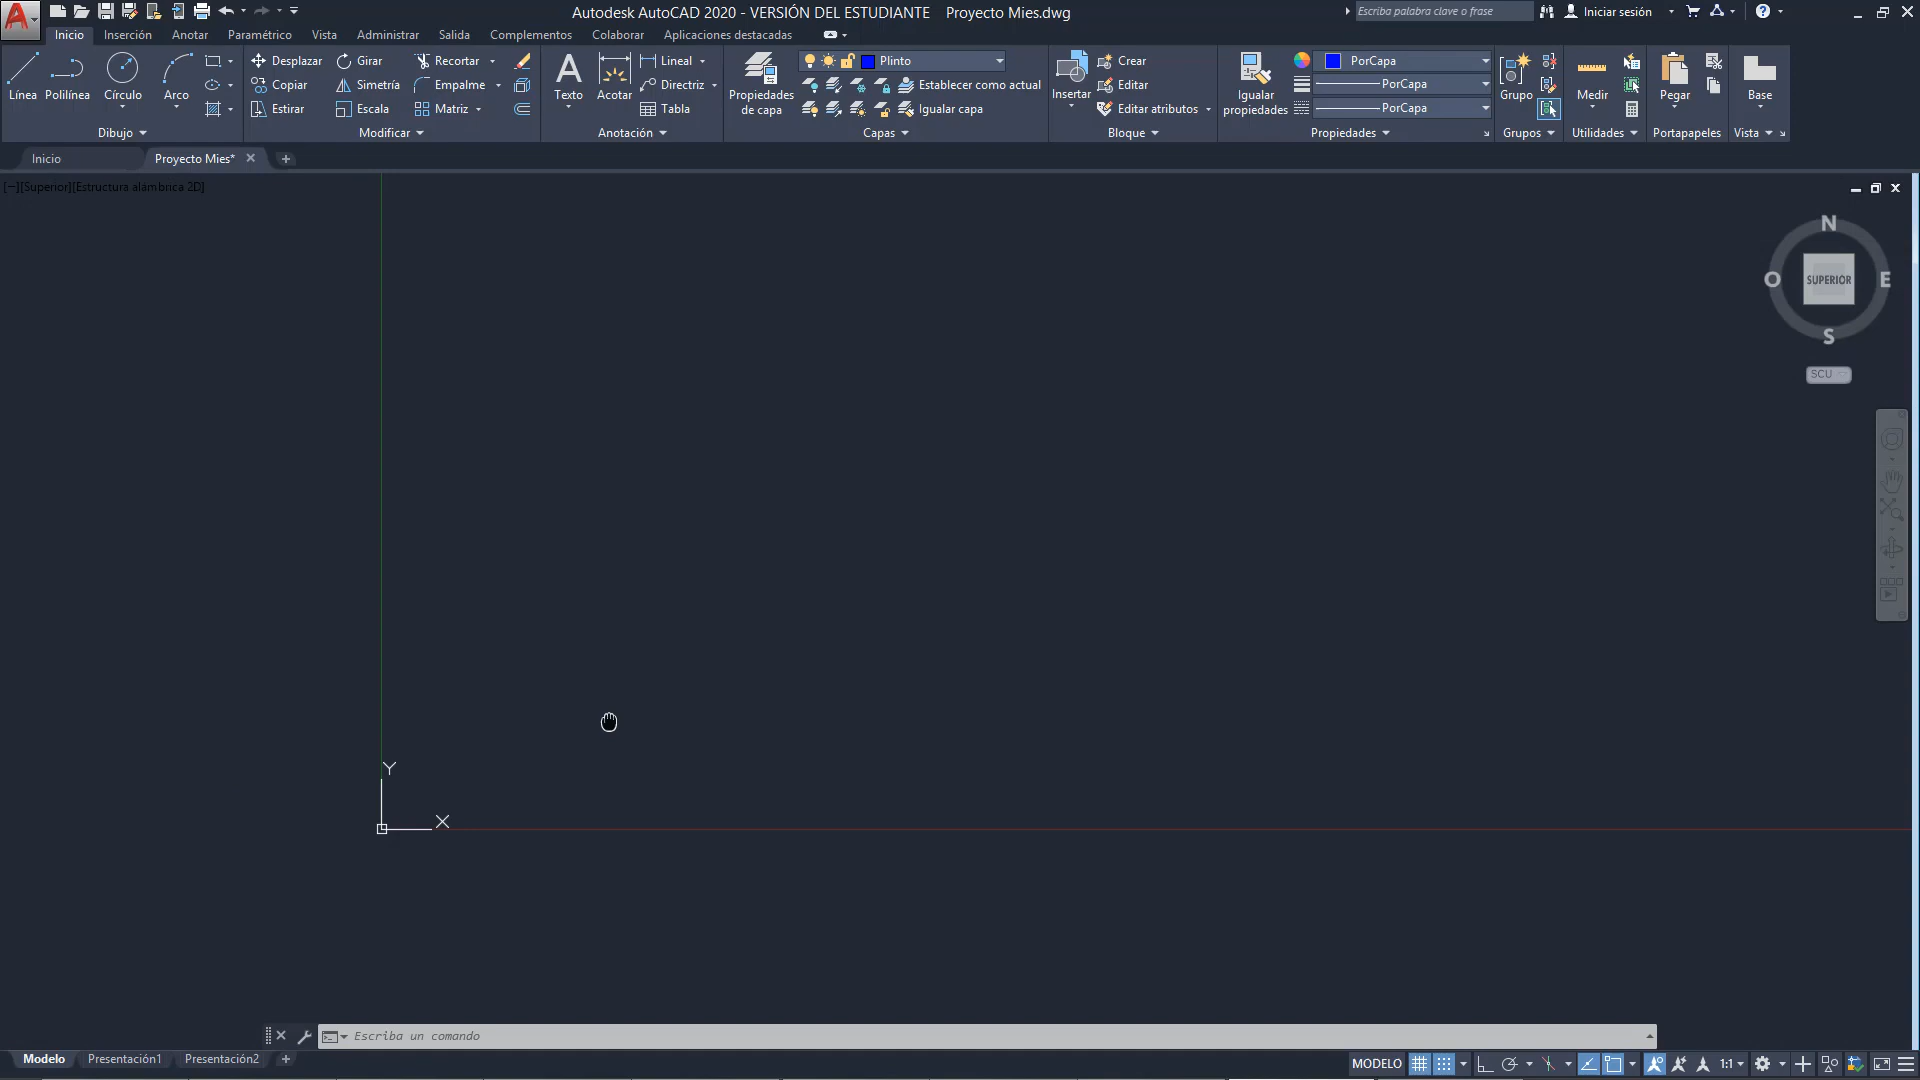 Autodesk AutoCAD 2020 - VERSIÓN DEL ESTUDIANTE Proyecto Mies.dwg
Escriba palabra clave o frase
Iniciar sesión
Inicio Inserción Anotar Paramétrico Vista Administrar Salida Complementos Colaborar Aplicaciones destacadas
Línea Polilínea Círculo Arco
Desplazar Girar Recortar
Copiar Simetría Empalme
Estirar Escala Matriz
Texto Acotar
Lineal
Directriz
Tabla
Propiedades de capa
Plinto
Establecer como actual
Igualar capa
Insertar
Crear
Editar
Editar atributos
Igualar propiedades
PorCapa
PorCapa
PorCapa
Grupo
Medir
Pegar
Base
Dibujo Modificar Anotación Capas Bloque Propiedades Grupos Utilidades Portapapeles Vista
Inicio Proyecto Mies*
[−][Superior][Estructura alámbrica 2D]
N
O SUPERIOR E
S
SCU
Y
X
Escriba un comando
Modelo Presentación1 Presentación2
MODELO 1:1